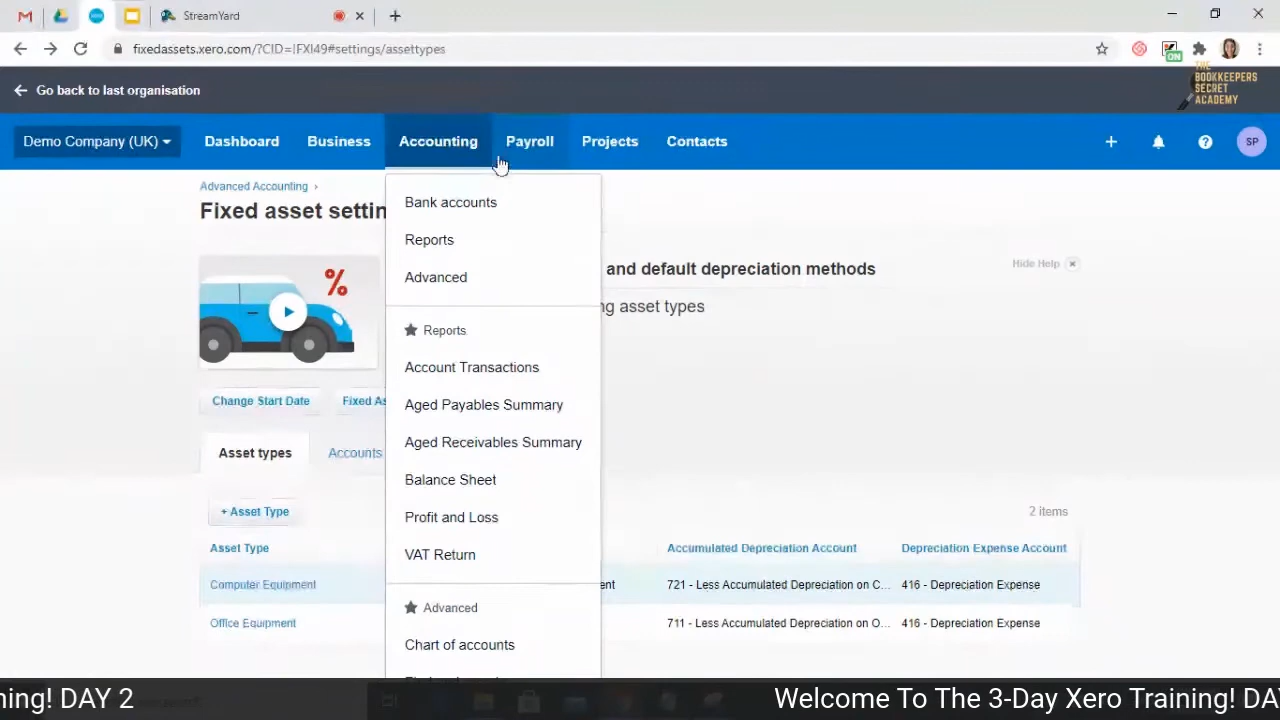 StreamYard
fixedassets.xero.com/?CID=!FXI49#settings/assettypes
ON
THE
BOOKKEEPERS
SECRET
ACADEMY
Go back to last organisation
Demo Company (UK)
Dashboard
Business
Accounting
Payroll
Projects
Contacts
SP
Advanced Accounting
Fixed asset settin
Bank accounts
Reports
Advanced
and default depreciation methods
Hide Help
ng asset types
%
Reports
Account Transactions
Aged Payables Summary
Aged Receivables Summary
Balance Sheet
Profit and Loss
VAT Return
Advanced
Chart of accounts
Change Start Date
Fixed As
Asset types
Accounts
+ Asset Type
2 items
Asset Type
Accumulated Depreciation Account
Depreciation Expense Account
Computer Equipment
ent
721 - Less Accumulated Depreciation on C...
416 - Depreciation Expense
Office Equipment
711 - Less Accumulated Depreciation on O...
416 - Depreciation Expense
ning! DAY 2
Welcome To The 3-Day Xero Training! DA